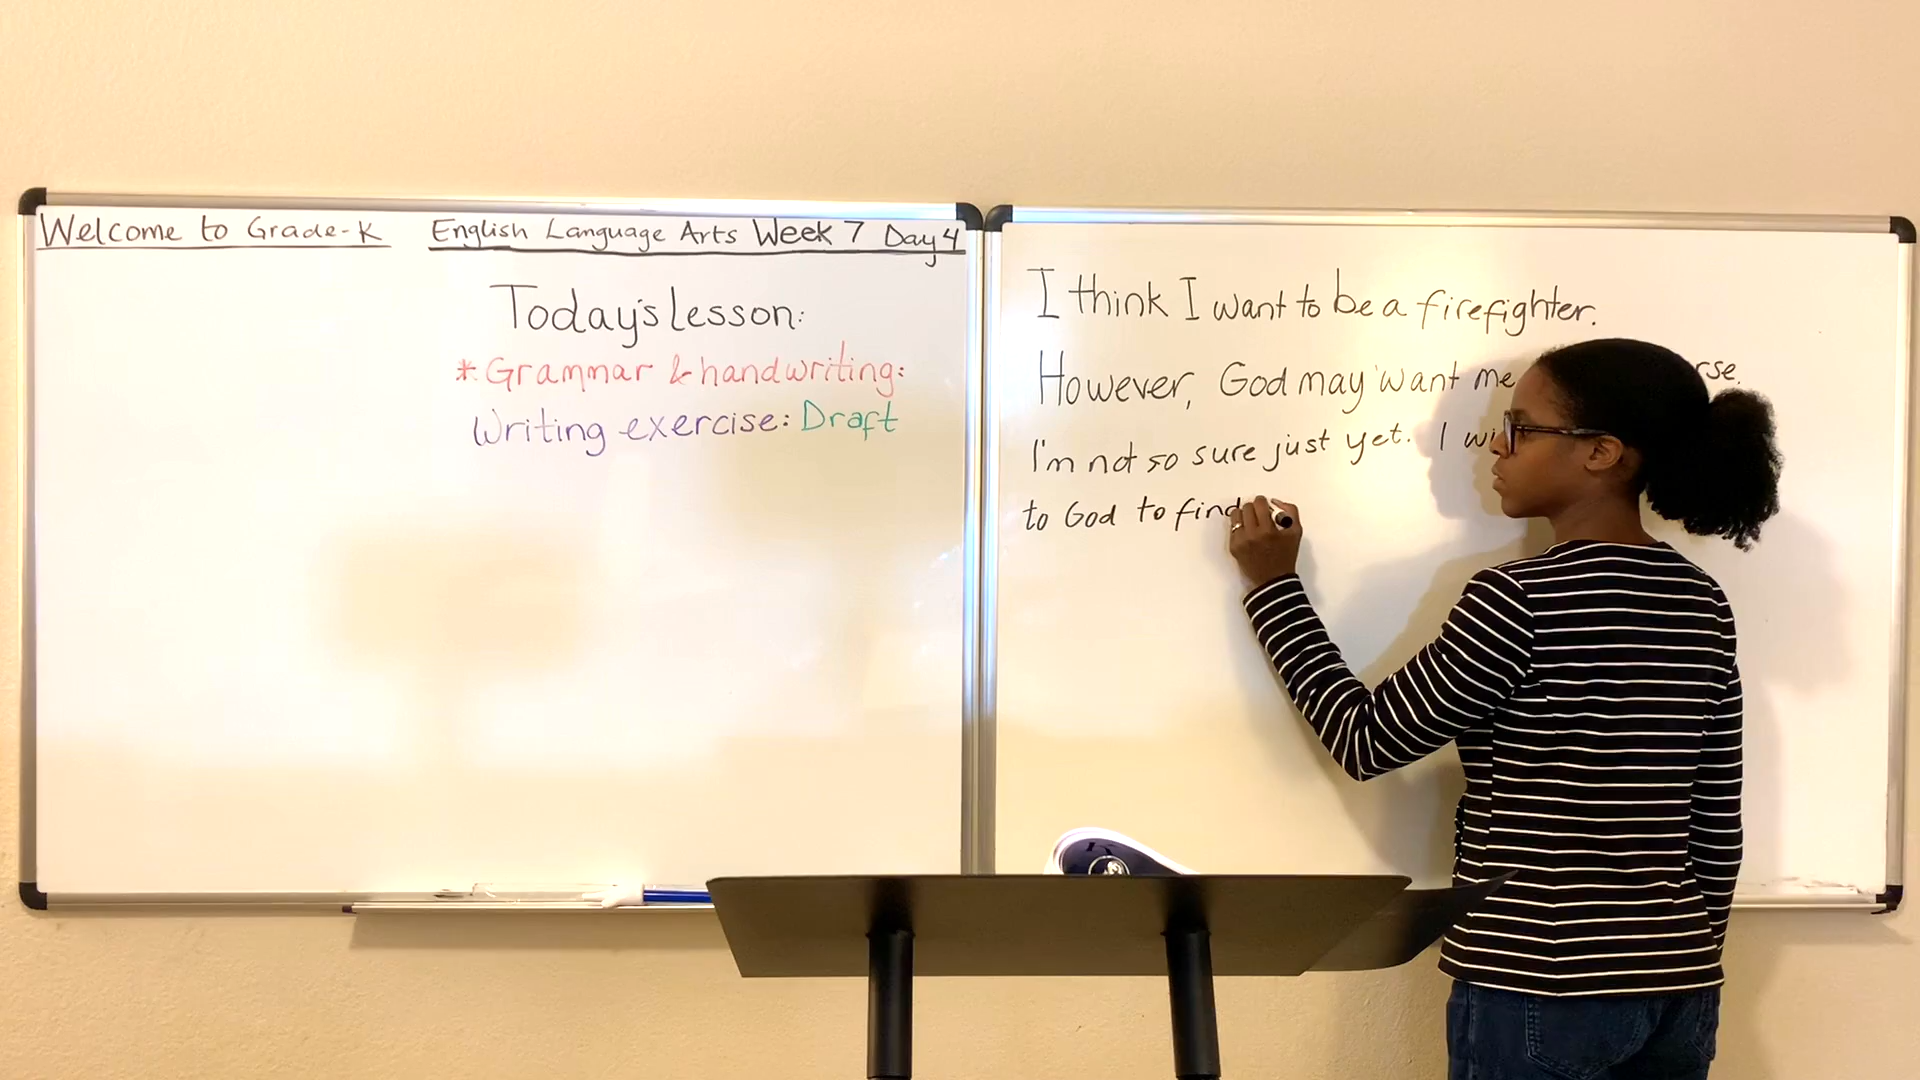 Welcome to Grade-K English Language Arts Week 7 Day 4
Today's lesson:
* Grammar & handwriting:
Writing exercise: Draft
I think I want to be a firefighter.
However, God may want me
I'm not so sure just yet. I
to God to find